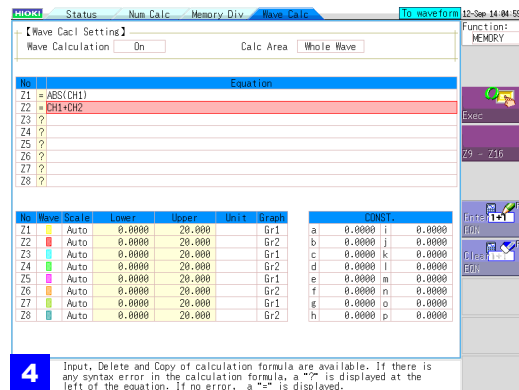 HIOKI Status Num Calc Memory Div Wave Calc To waveform 12-Sep 14:04:59
Function:
MEMORY
【Wave Cacl Setting】
Wave Calculation On Calc Area Whole Wave
No Equation
Z1 = ABS(CH1)
Z2 = CH1+CH2
Z3 ?
Z4 ?
Z5 ?
Z6 ?
Z7 ?
Z8 ?
Exec
Z9 - Z16
No Wave Scale Lower Upper Unit Graph CONST.
Z1 Auto 0.0000 20.000 Gr1 a 0.0000 i 0.0000
Z2 Auto 0.0000 20.000 Gr2 b 0.0000 j 0.0000
Z3 Auto 0.0000 20.000 Gr1 c 0.0000 k 0.0000
Z4 Auto 0.0000 20.000 Gr2 d 0.0000 l 0.0000
Z5 Auto 0.0000 20.000 Gr1 e 0.0000 m 0.0000
Z6 Auto 0.0000 20.000 Gr2 f 0.0000 n 0.0000
Z7 Auto 0.0000 20.000 Gr1 g 0.0000 o 0.0000
Z8 Auto 0.0000 20.000 Gr2 h 0.0000 p 0.0000
Enter 1+1
EQN
EQN
4
Input, Delete and Copy of calculation formula are available. If there is
any syntax error in the calculation formula, a "?" is displayed at the
left of the equation. If no error, a "=" is displayed.